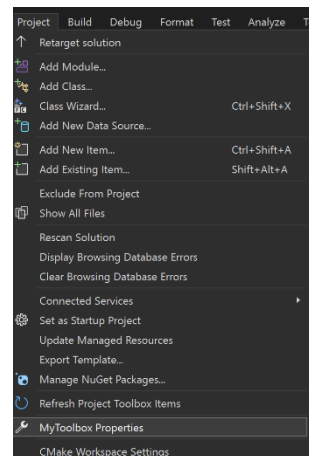 Project Build Debug Format Test Analyze
Retarget solution
Add Module...
Add Class...
Class Wizard... Ctrl+Shift+X
Add New Data Source...
Add New Item... Ctrl+Shift+A
Add Existing Item... Shift+Alt+A
Exclude From Project
Show All Files
Rescan Solution
Display Browsing Database Errors
Clear Browsing Database Errors
Connected Services
Set as Startup Project
Update Managed Resources
Export Template...
Manage NuGet Packages...
Refresh Project Toolbox Items
MyToolbox Properties
CMake Workspace Settings